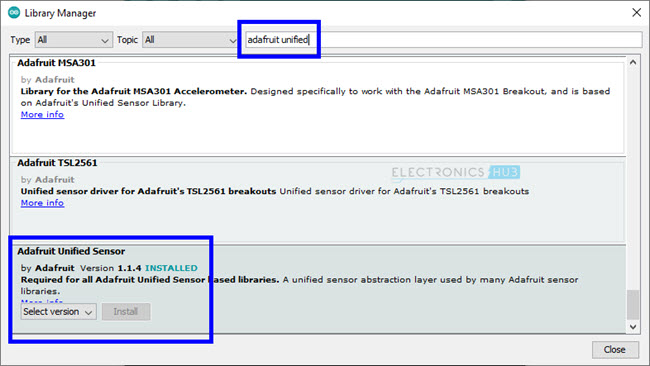 Library Manager
Type All Topic All adafruit unified
Adafruit MSA301
by Adafruit
Library for the Adafruit MSA301 Accelerometer. Designed specifically to work with the Adafruit MSA301 Breakout, and is based
on Adafruit's Unified Sensor Library.
More info
Adafruit TSL2561
by Adafruit
ELECTRONICS HUB
Unified sensor driver for Adafruit's TSL2561 breakouts Unified sensor driver for Adafruit's TSL2561 breakouts
More info
Adafruit Unified Sensor
by Adafruit Version 1.1.4 INSTALLED
Required for all Adafruit Unified Sensor based libraries. A unified sensor abstraction layer used by many Adafruit sensor
libraries.
More info
Select version Install
Close